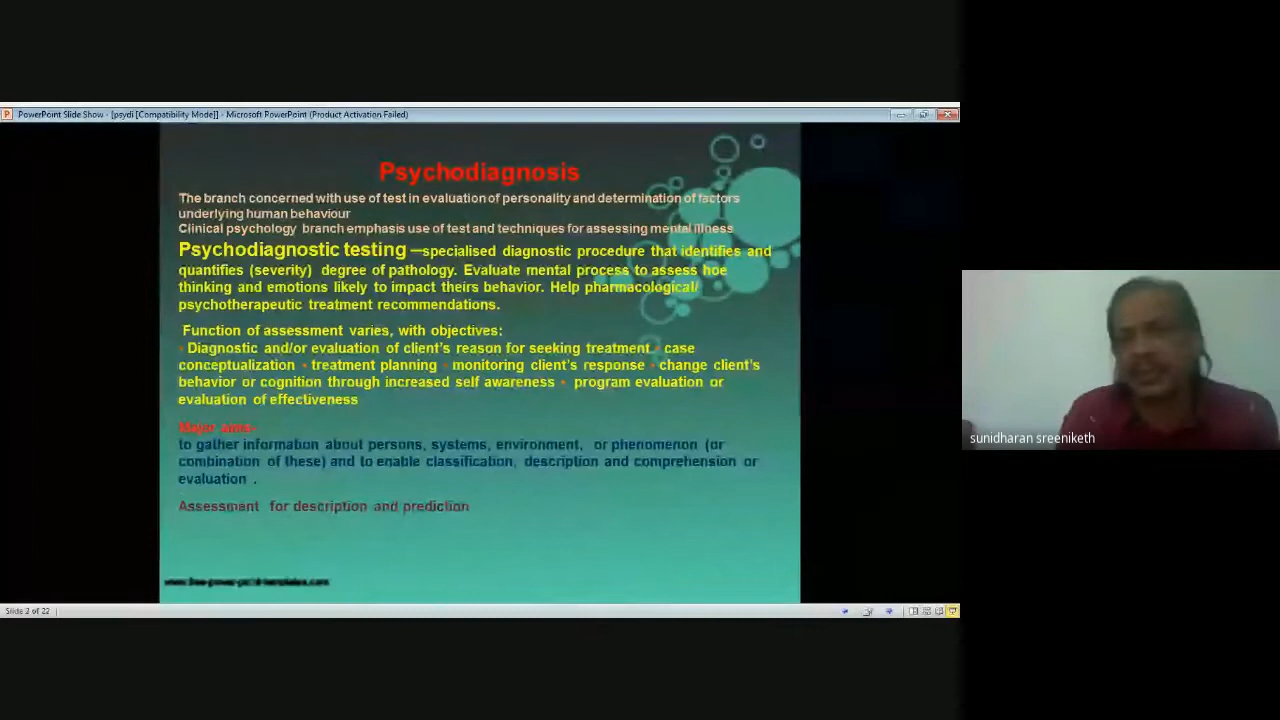 PowerPoint Slide Show - [psydi [Compatibility Mode]] - Microsoft PowerPoint (Product Activation Failed)
Psychodiagnosis
The branch concerned with use of test in evaluation of personality and determination of factors
underlying human behaviour
Clinical psychology branch emphasis use of test and techniques for assessing mental illness
Psychodiagnostic testing –specialised diagnostic procedure that identifies and
quantifies (severity) degree of pathology. Evaluate mental process to assess hoe
thinking and emotions likely to impact theirs behavior. Help pharmacological/
psychotherapeutic treatment recommendations.
Function of assessment varies, with objectives:
• Diagnostic and/or evaluation of client's reason for seeking treatment • case
conceptualization • treatment planning • monitoring client's response • change client's
behavior or cognition through increased self awareness • program evaluation or
evaluation of effectiveness
Major aims-
to gather information about persons, systems, environment, or phenomenon (or
combination of these) and to enable classification, description and comprehension or
evaluation .
Assessment for description and prediction
www.free-power-point-templates.com
Slide 2 of 22
sunidharan sreeniketh